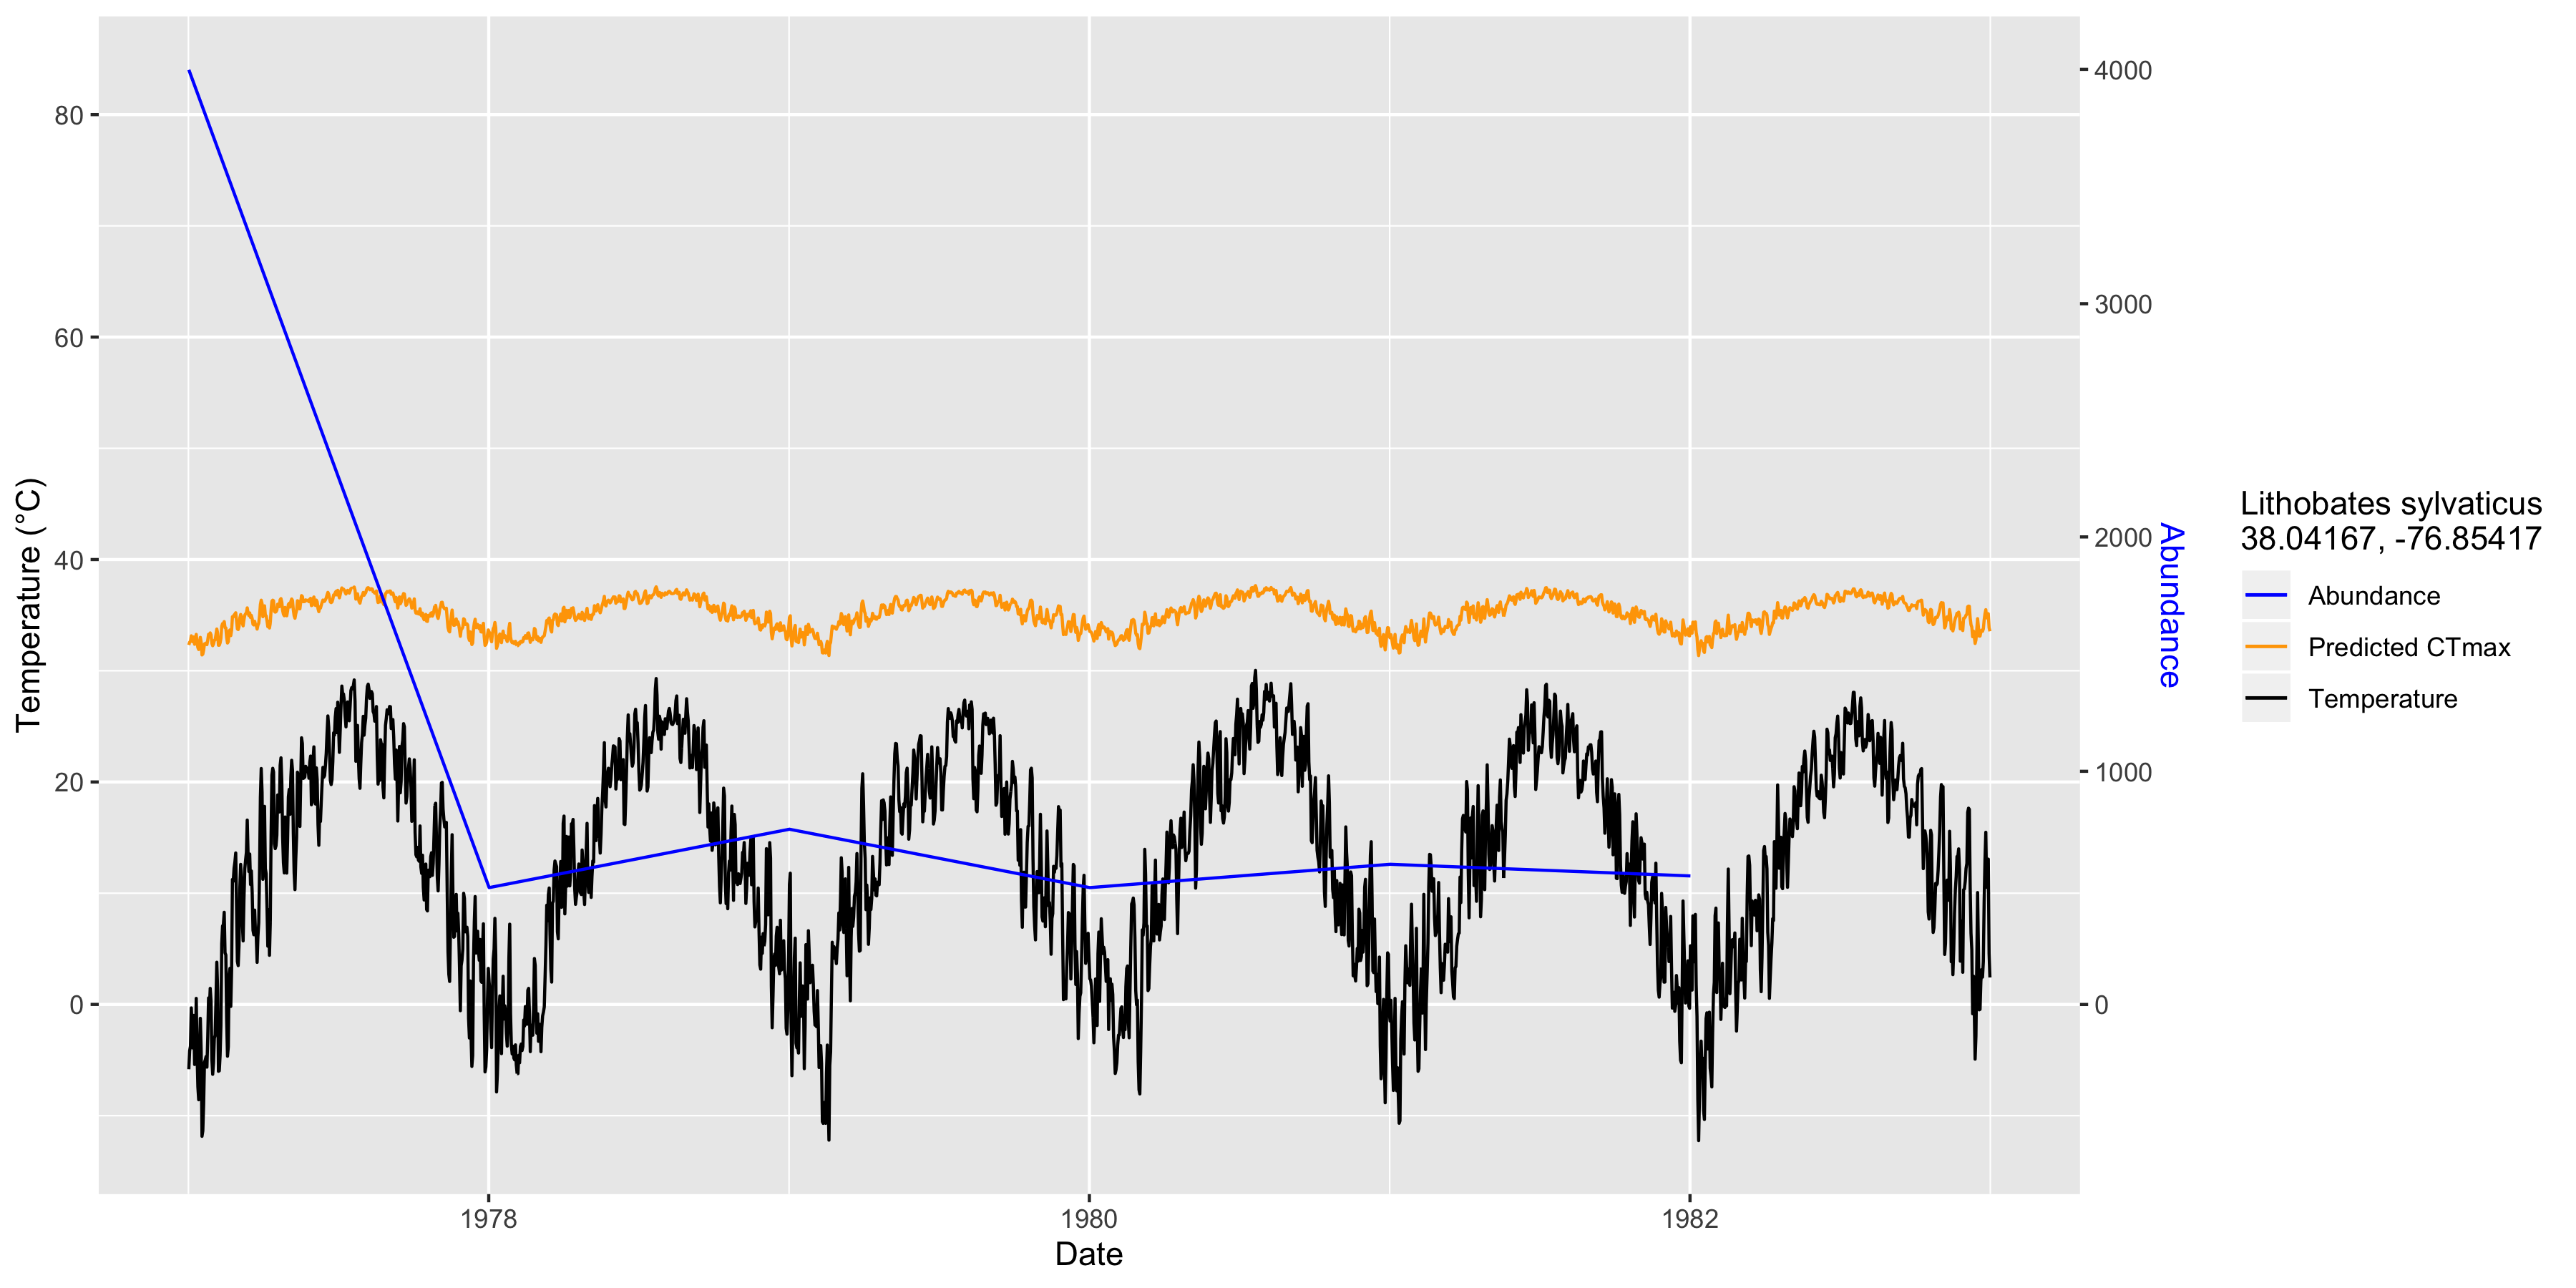 80
60
40
20
0
Temperature (°C)
1978
1980
1982
Date
4000
3000
2000
1000
0
Abundance
Lithobates sylvaticus
38.04167, -76.85417
Abundance
Predicted CTmax
Temperature